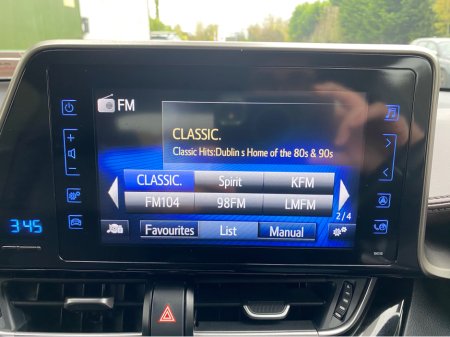 FM
CLASSIC.
Classic Hits:Dublin s Home of the 80s & 90s
CLASSIC. Spirit KFM
FM104 98FM LMFM
2/4
Favourites List Manual
3:45